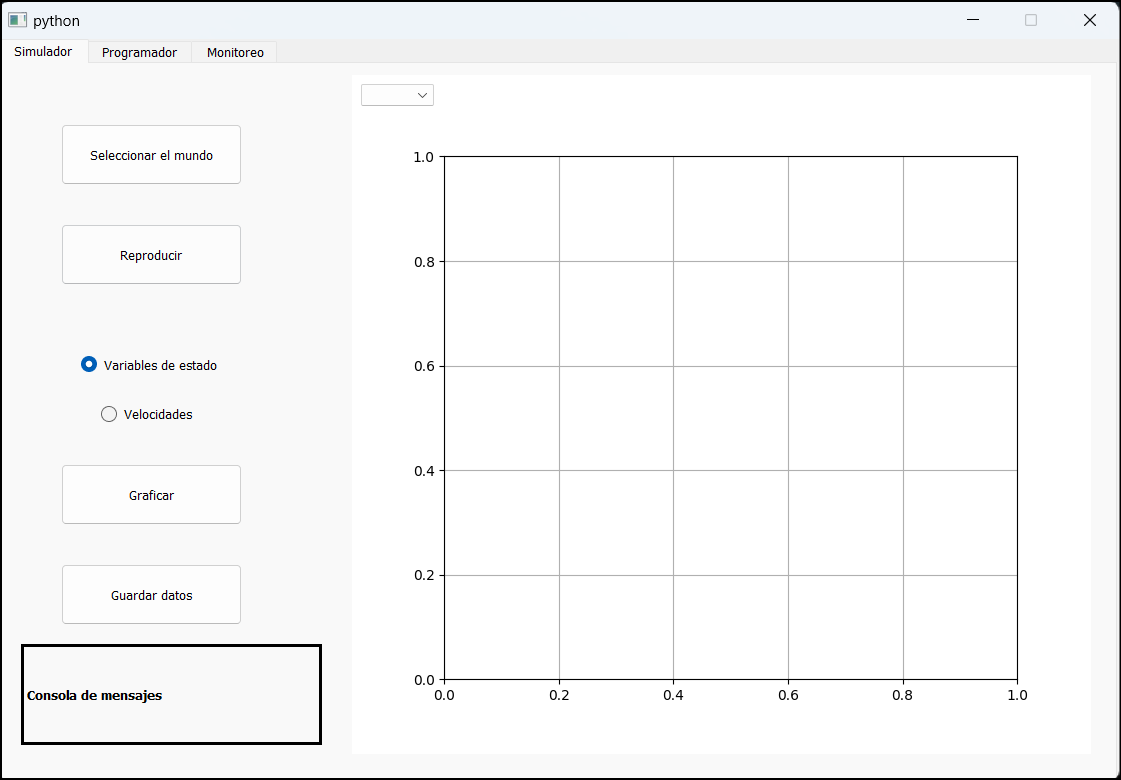 python
Simulador Programador Monitoreo
Seleccionar el mundo
Reproducir
Variables de estado
Velocidades
Graficar
Guardar datos
Consola de mensajes
1.0
0.8
0.6
0.4
0.2
0.0
0.0 0.2 0.4 0.6 0.8 1.0